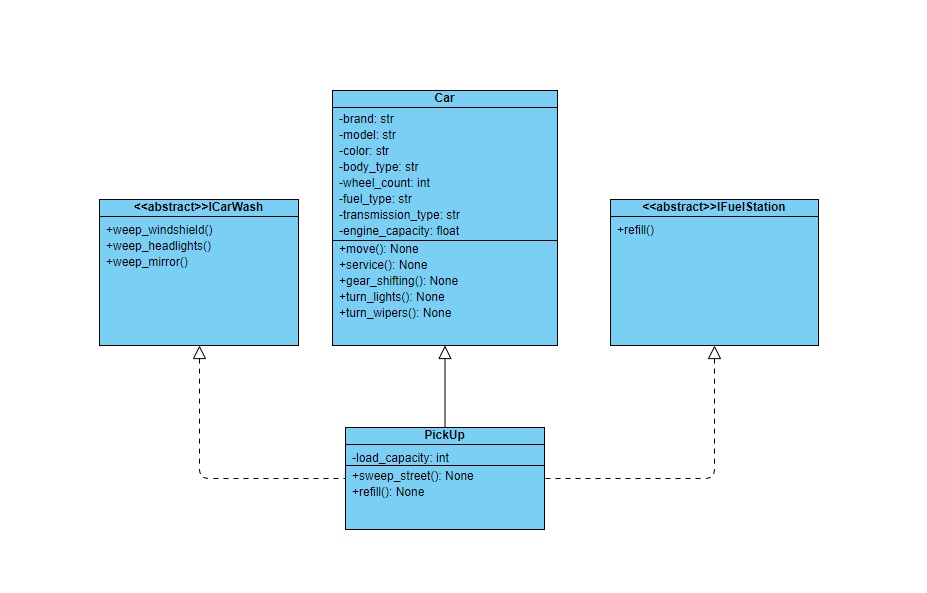 Car
-brand: str
-model: str
-color: str
-body_type: str
-wheel_count: int
-fuel_type: str
-transmission_type: str
-engine_capacity: float
+move(): None
+service(): None
+gear_shifting(): None
+turn_lights(): None
+turn_wipers(): None
<<abstract>>ICarWash
+weep_windshield()
+weep_headlights()
+weep_mirror()
<<abstract>>IFuelStation
+refill()
PickUp
-load_capacity: int
+sweep_street(): None
+refill(): None